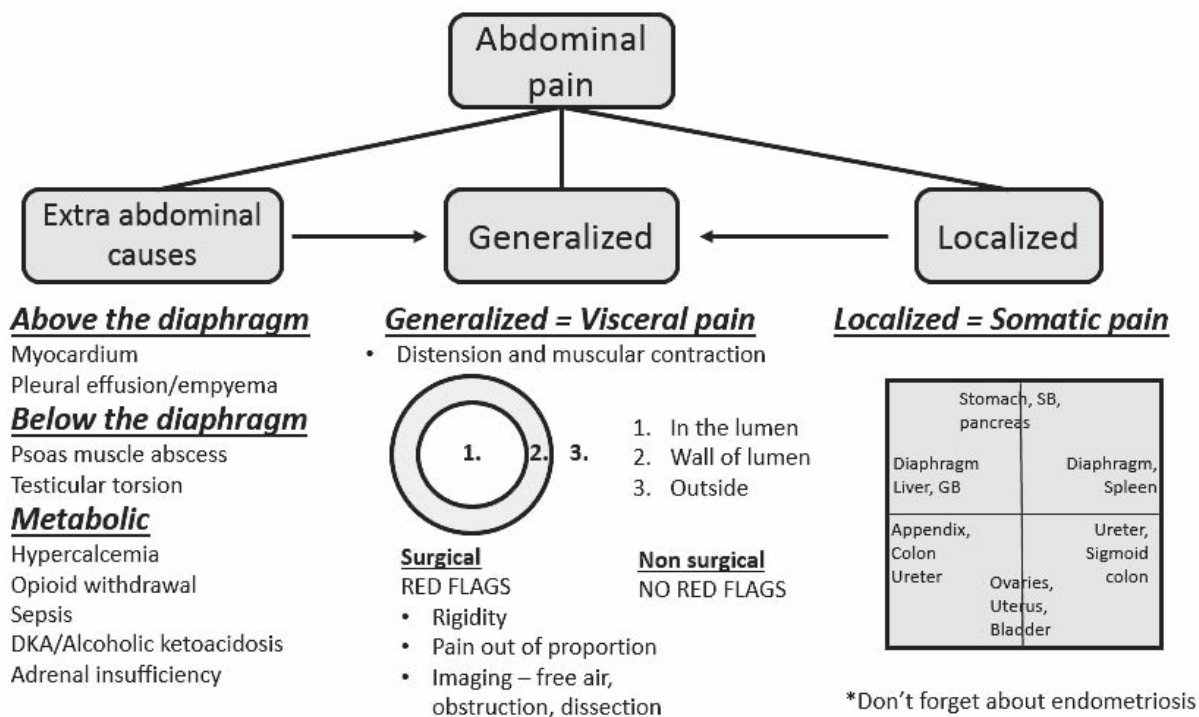 Abdominal
pain
Extra abdominal
causes
Generalized
Localized
Above the diaphragm
Myocardium
Pleural effusion/empyema
Below the diaphragm
Psoas muscle abscess
Testicular torsion
Metabolic
Hypercalcemia
Opioid withdrawal
Sepsis
DKA/Alcoholic ketoacidosis
Adrenal insufficiency
Generalized = Visceral pain
• Distension and muscular contraction
1.
2.
3.
1. In the lumen
2. Wall of lumen
3. Outside
Surgical
RED FLAGS
• Rigidity
• Pain out of proportion
• Imaging – free air,
obstruction, dissection
Non surgical
NO RED FLAGS
Localized = Somatic pain
Stomach, SB,
pancreas
Diaphragm
Liver, GB
Diaphragm,
Spleen
Appendix,
Colon
Ureter
Ureter,
Sigmoid
colon
Ovaries,
Uterus,
Bladder
*Don't forget about endometriosis